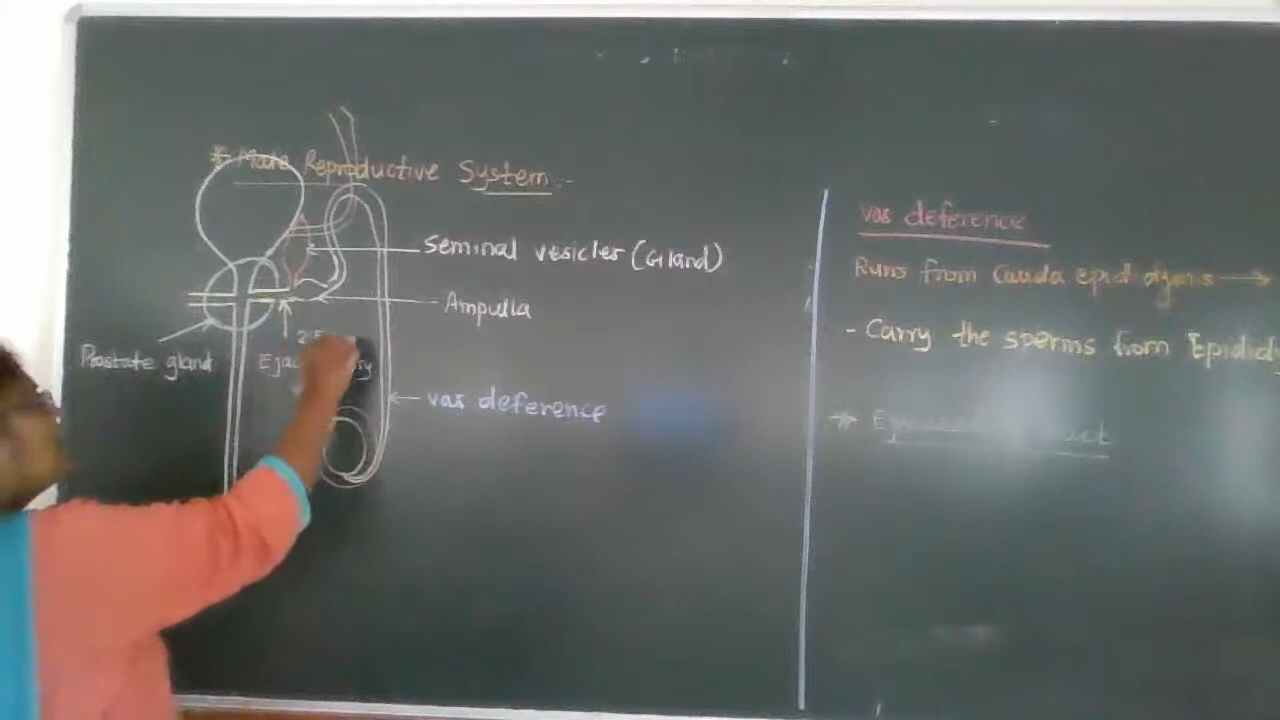 * Male Reproductive System :-
Seminal vesicles (Gland)
Ampulla
Prostate gland
vas deference
vas deference
Runs from Cauda epididymis →
- Carry the sperms from Epididy